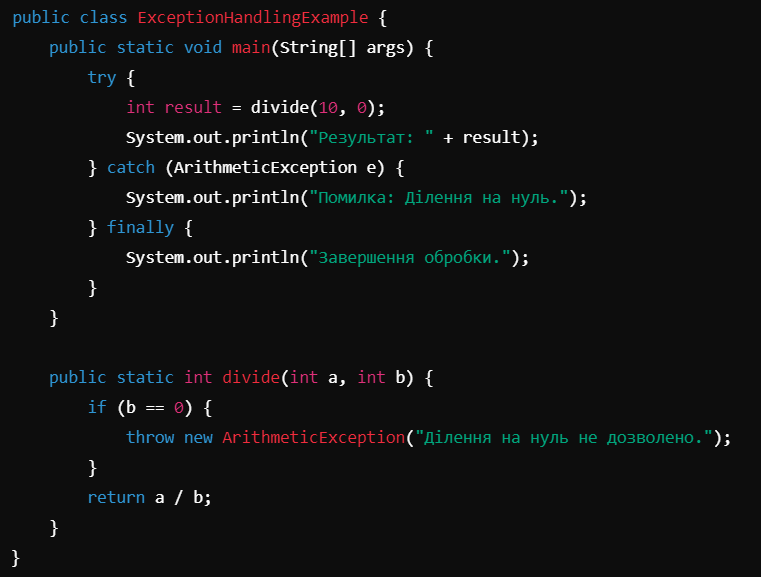 public class ExceptionHandlingExample {
    public static void main(String[] args) {
        try {
            int result = divide(10, 0);
            System.out.println("Результат: " + result);
        } catch (ArithmeticException e) {
            System.out.println("Помилка: Ділення на нуль.");
        } finally {
            System.out.println("Завершення обробки.");
        }
    }

    public static int divide(int a, int b) {
        if (b == 0) {
            throw new ArithmeticException("Ділення на нуль не дозволено.");
        }
        return a / b;
    }
}